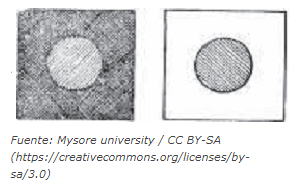 Fuente: Mysore university / CC BY-SA
(https://creativecommons.org/licenses/by-
sa/3.0)